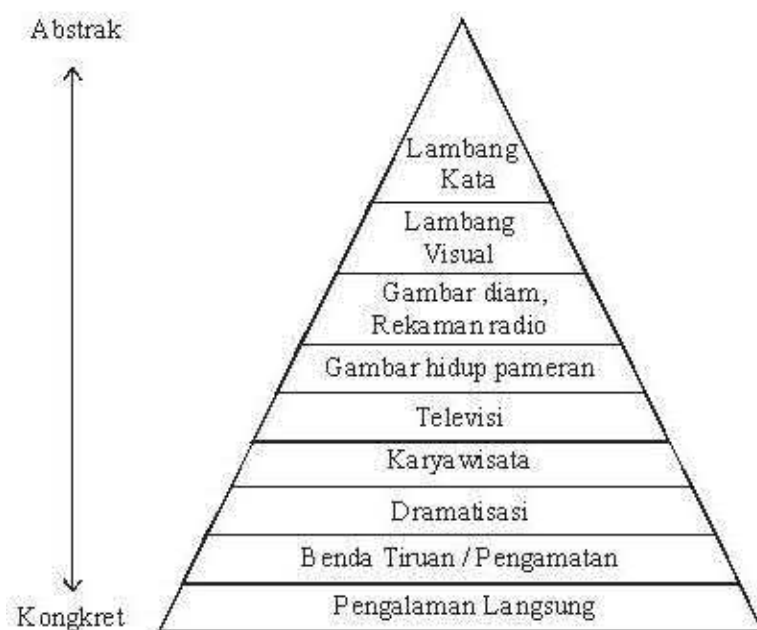 Abstrak
Lambang
Kata
Lambang
Visual
Gambar diam,
Rekaman radio
Gambar hidup pameran
Televisi
Karyawisata
Dramatisasi
Benda Tiruan / Pengamatan
Pengalaman Langsung
Kongkret